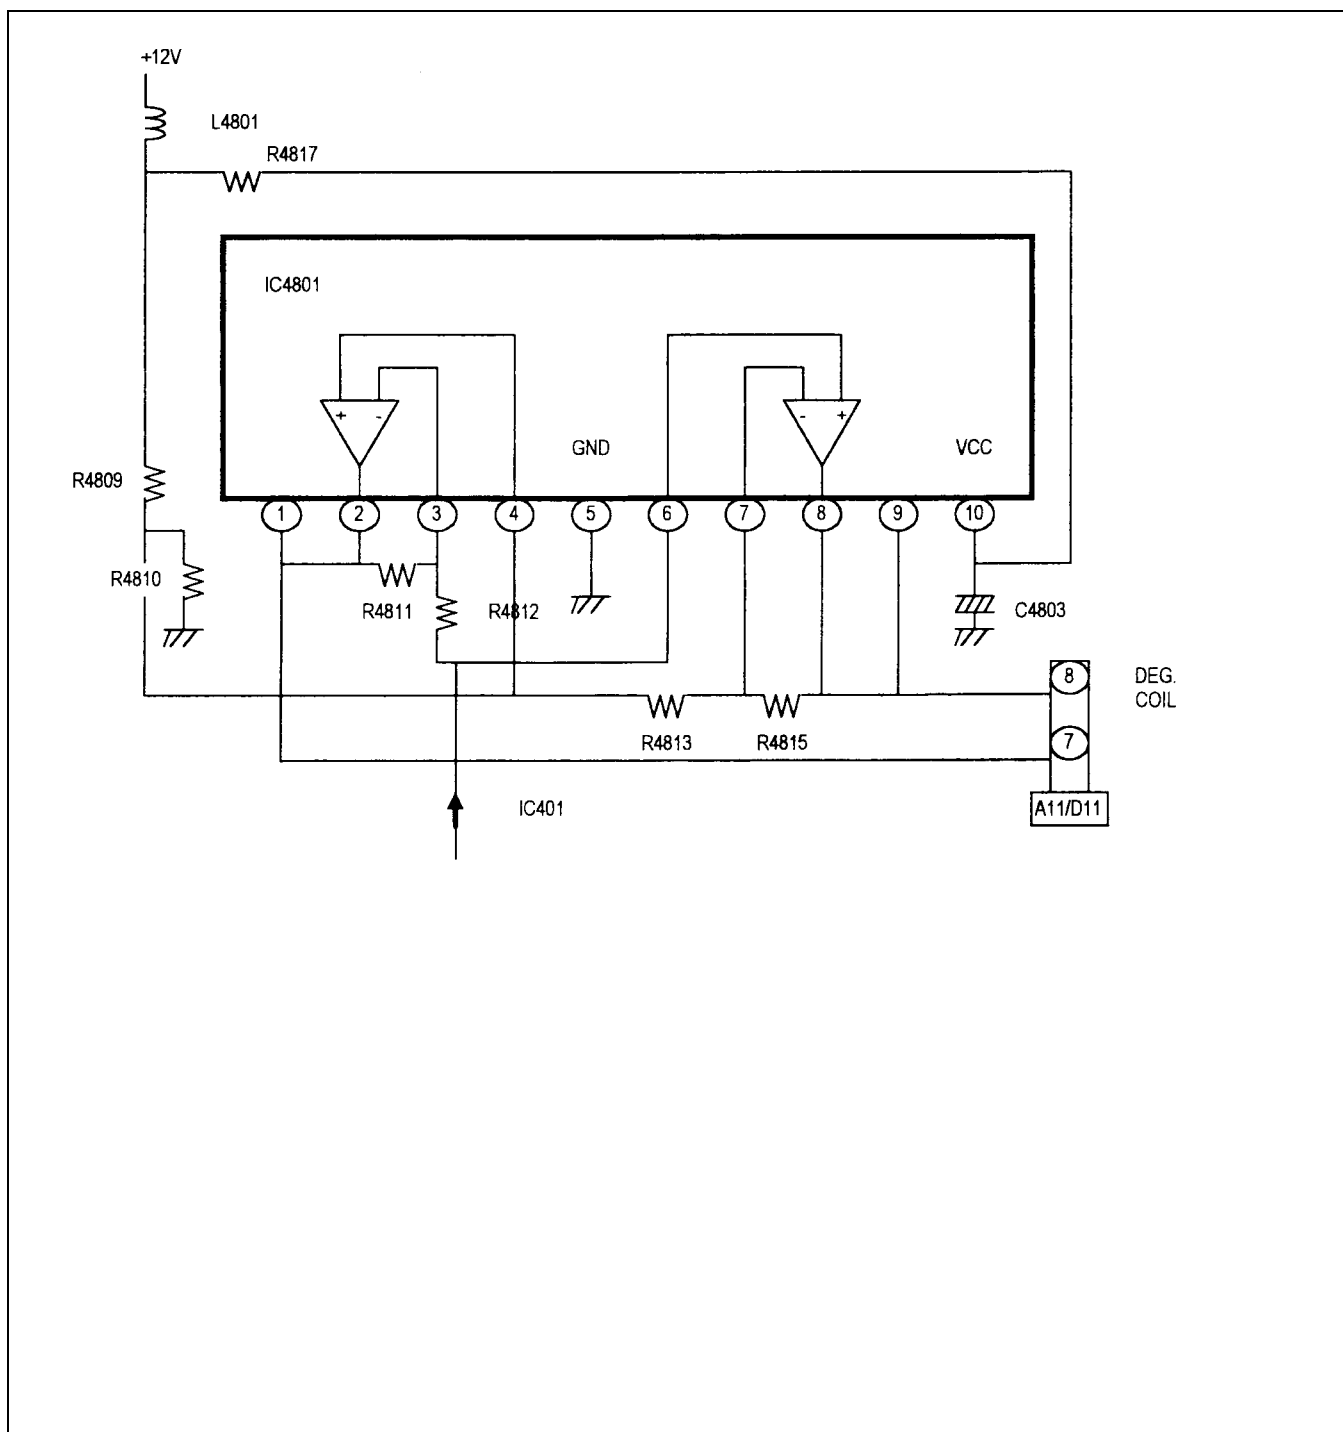 +12V
L4801
R4817
IC4801
+ -
- +
GND
VCC
R4809
1 2 3 4 5 6 7 8 9 10
R4810
R4811
R4812
C4803
8
DEG.
COIL
R4813
R4815
7
IC401
A11/D11